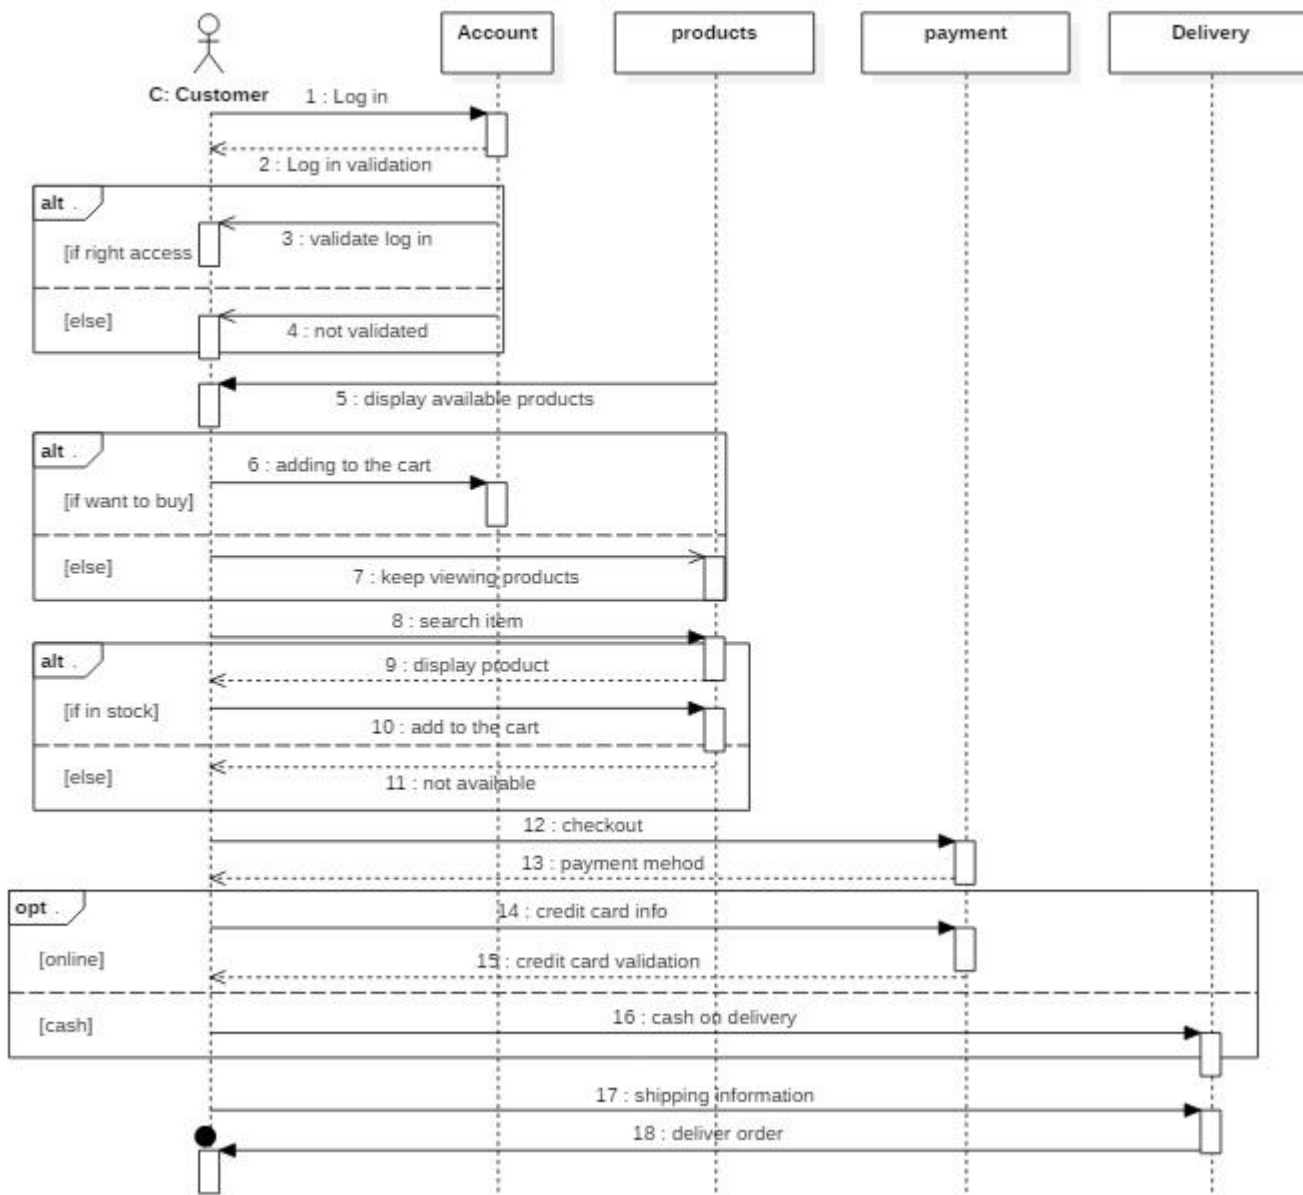 Account
products
payment
Delivery
C: Customer
1 : Log in
2 : Log in validation
alt .
3 : validate log in
[if right access
[else]
4 : not validated
5 : display available products
alt .
6 : adding to the cart
[if want to buy]
[else]
7 : keep viewing products
8 : search item
alt .
9 : display product
[if in stock]
10 : add to the cart
[else]
11 : not available
12 : checkout
13 : payment mehod
opt .
14 : credit card info
[online]
15 : credit card validation
16 : cash on delivery
[cash]
17 : shipping information
18 : deliver order